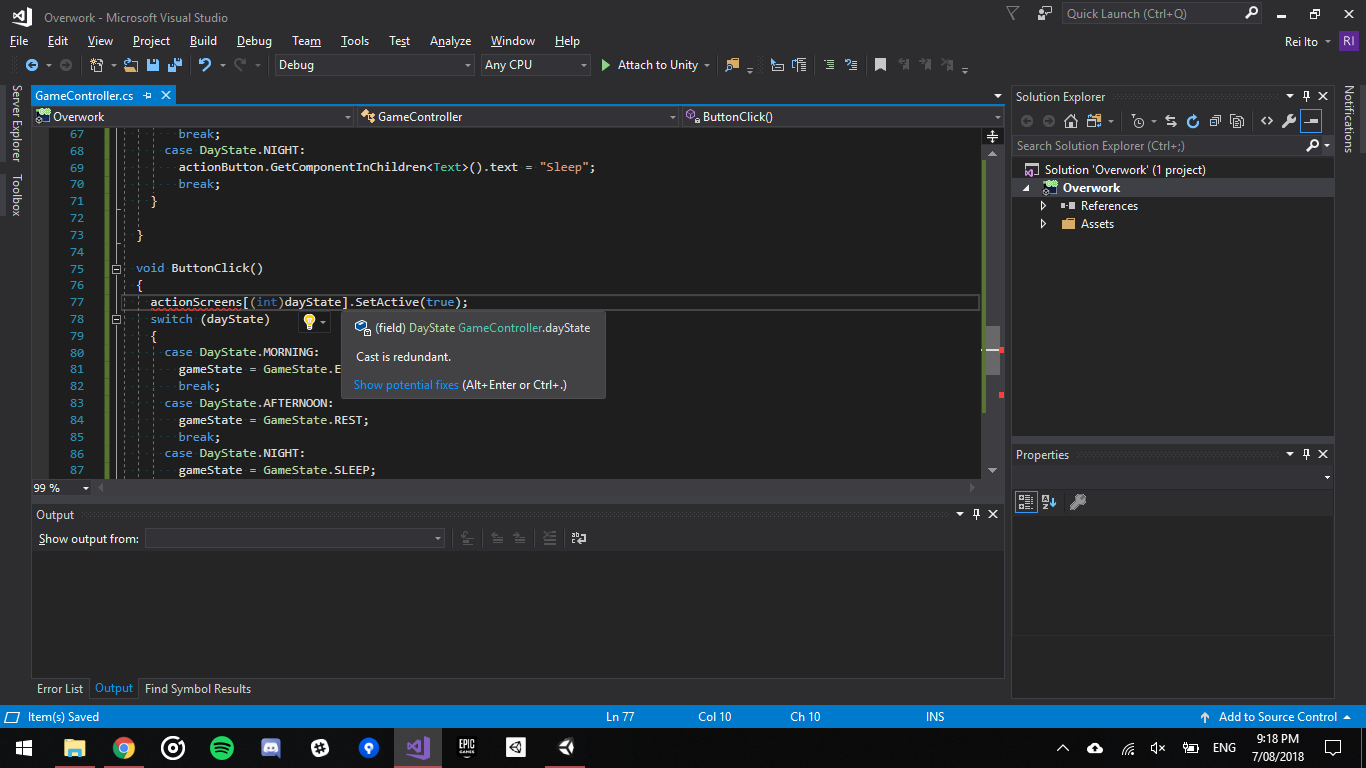 Overwork - Microsoft Visual Studio
Quick Launch (Ctrl+Q)
File Edit View Project Build Debug Team Tools Test Analyze Window Help
Rei Ito RI
Debug Any CPU Attach to Unity
Server Explorer
Toolbox
GameController.cs
Overwork GameController ButtonClick()
67 break;
68 case DayState.NIGHT:
69 actionButton.GetComponentInChildren<Text>().text = "Sleep";
70 break;
71 }
72
73 }
74
75 void ButtonClick()
76 {
77 actionScreens[(int)dayState].SetActive(true);
78 switch (dayState)
79 {
80 case DayState.MORNING:
81 gameState = GameState.E
82 break;
83 case DayState.AFTERNOON:
84 gameState = GameState.REST;
85 break;
86 case DayState.NIGHT:
87 gameState = GameState.SLEEP;
(field) DayState GameController.dayState
Cast is redundant.
Show potential fixes (Alt+Enter or Ctrl+.)
99 %
Output
Show output from:
Error List Output Find Symbol Results
Solution Explorer
Search Solution Explorer (Ctrl+;)
Solution 'Overwork' (1 project)
Overwork
References
Assets
Properties
Notifications
Item(s) Saved Ln 77 Col 10 Ch 10 INS Add to Source Control
EPIC GAMES
ENG
9:18 PM
7/08/2018